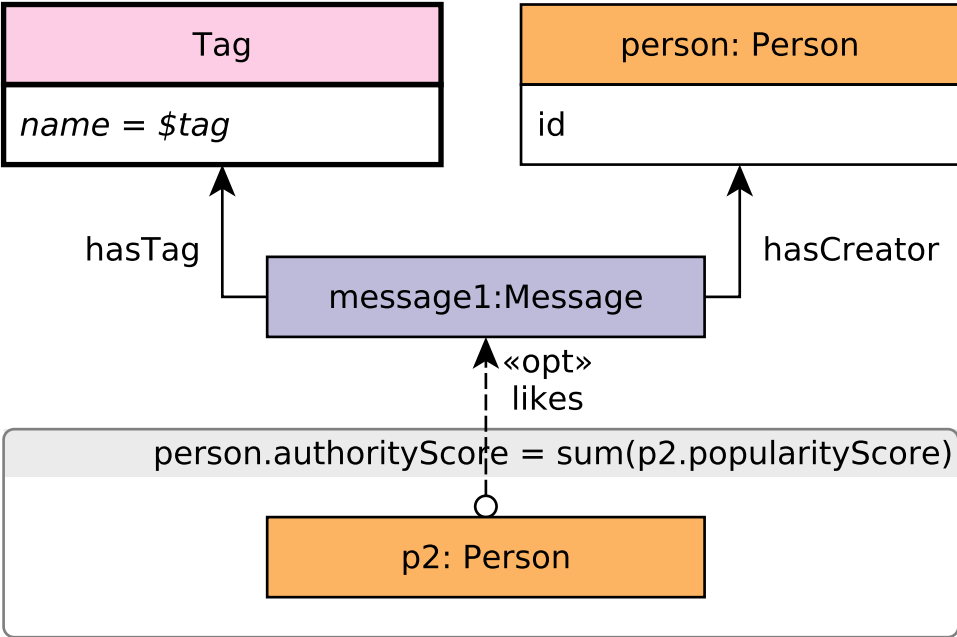 Tag
person: Person
name = $tag
id
hasTag
hasCreator
message1:Message
«opt»
likes
person.authorityScore = sum(p2.popularityScore)
p2: Person